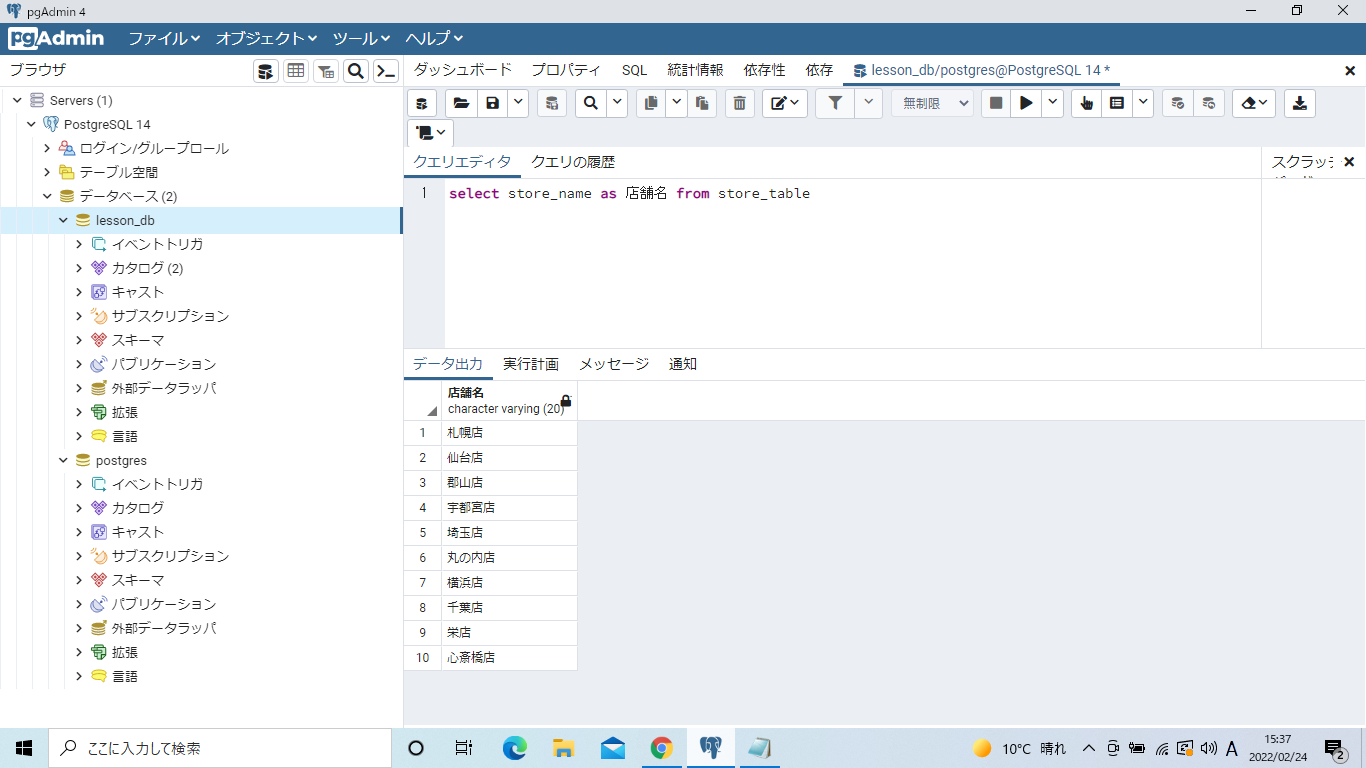 pgAdmin 4
pgAdmin ファイル オブジェクト ツール ヘルプ
ブラウザ
ダッシュボード プロパティ SQL 統計情報 依存性 依存 lesson_db/postgres@PostgreSQL 14 *
Servers (1)
PostgreSQL 14
ログイン/グループロール
テーブル空間
データベース (2)
lesson_db
イベントトリガ
カタログ (2)
キャスト
サブスクリプション
スキーマ
パブリケーション
外部データラッパ
拡張
言語
postgres
イベントトリガ
カタログ
キャスト
サブスクリプション
スキーマ
パブリケーション
外部データラッパ
拡張
言語
無制限
クエリエディタ クエリの履歴
スクラッチ
1 select store_name as 店舗名 from store_table
データ出力 実行計画 メッセージ 通知
店舗名
character varying (20)
1 札幌店
2 仙台店
3 郡山店
4 宇都宮店
5 埼玉店
6 丸の内店
7 横浜店
8 千葉店
9 栄店
10 心斎橋店
ここに入力して検索
10°C 晴れ
A
15:37
2022/02/24
2